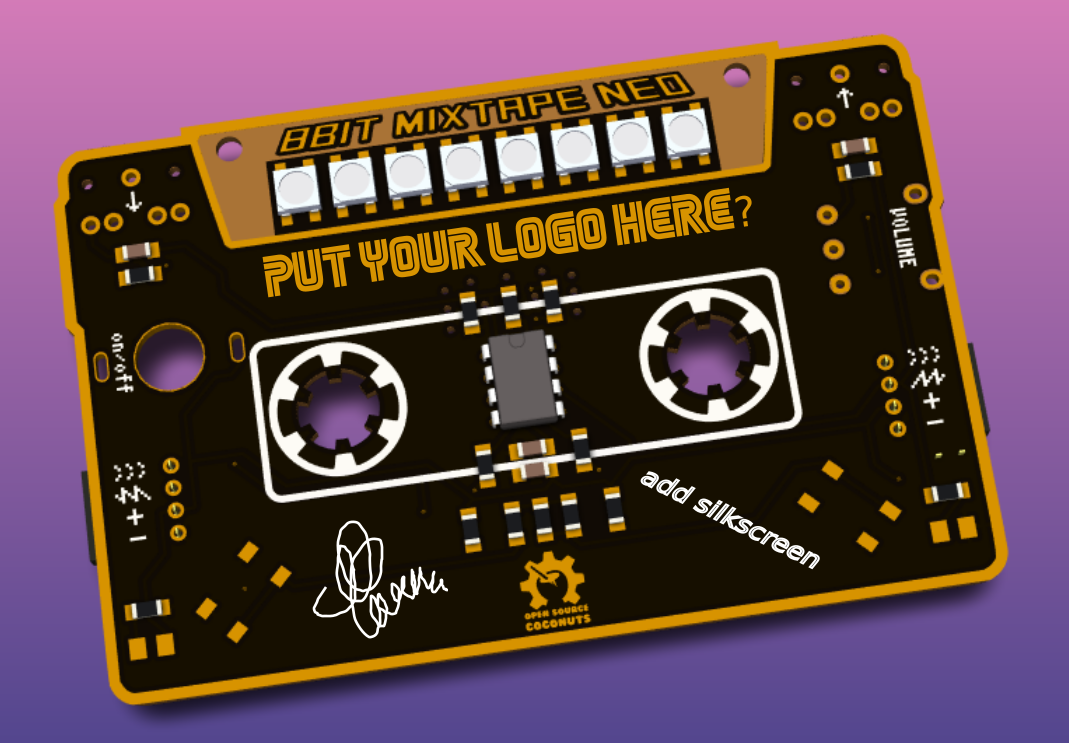 8BIT MIXTAPE NEO
PUT YOUR LOGO HERE?
VOLUME
on/off
+
-
+
-
add silkscreen
OPEN SOURCE
COCONUTS